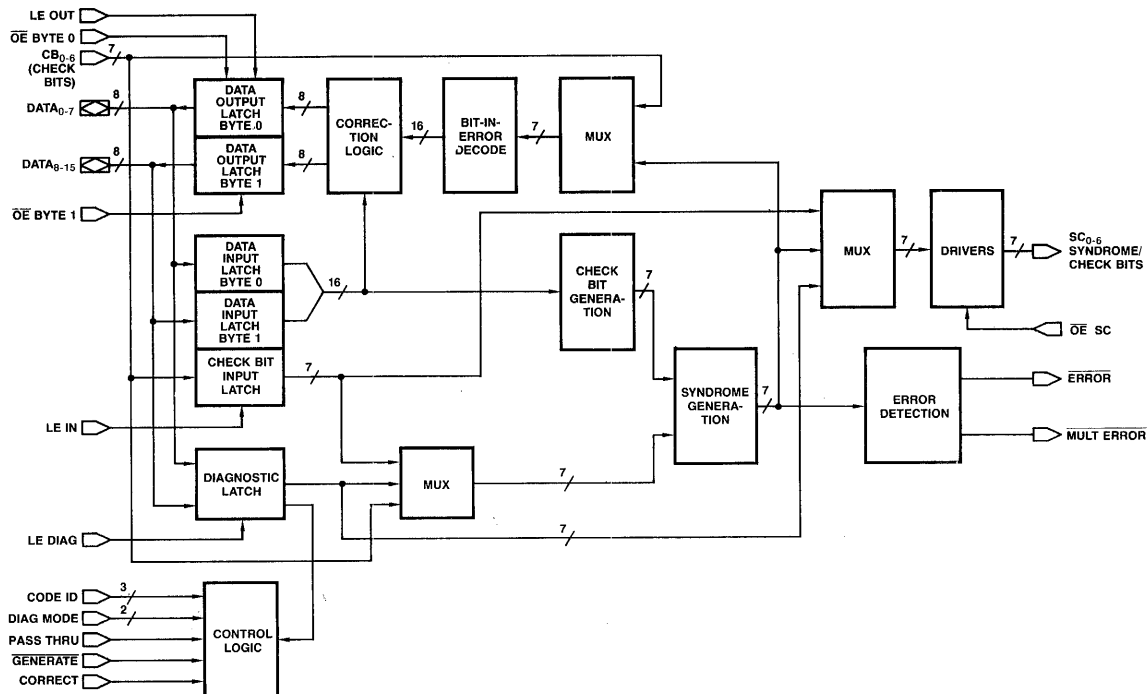 LE OUT
OE BYTE 0
CB0-6
(CHECK
BITS)
7
7
DATA0-7
8
DATA
OUTPUT
LATCH
BYTE 0
8
CORREC-
TION
LOGIC
16
BIT-IN-
ERROR
DECODE
7
MUX
DATA8-15
8
DATA
OUTPUT
LATCH
BYTE 1
8
OE BYTE 1
DATA
INPUT
LATCH
BYTE 0
DATA
INPUT
LATCH
BYTE 1
16
CHECK
BIT
GENERA-
TION
7
7
MUX
7
DRIVERS
7
SC0-6
SYNDROME/
CHECK BITS
OE SC
CHECK BIT
INPUT
LATCH
7
LE IN
SYNDROME
GENERA-
TION
7
ERROR
DETECTION
ERROR
MULT ERROR
DIAGNOSTIC
LATCH
MUX
7
LE DIAG
7
CODE ID
3
DIAG MODE
2
PASS THRU
GENERATE
CORRECT
CONTROL
LOGIC